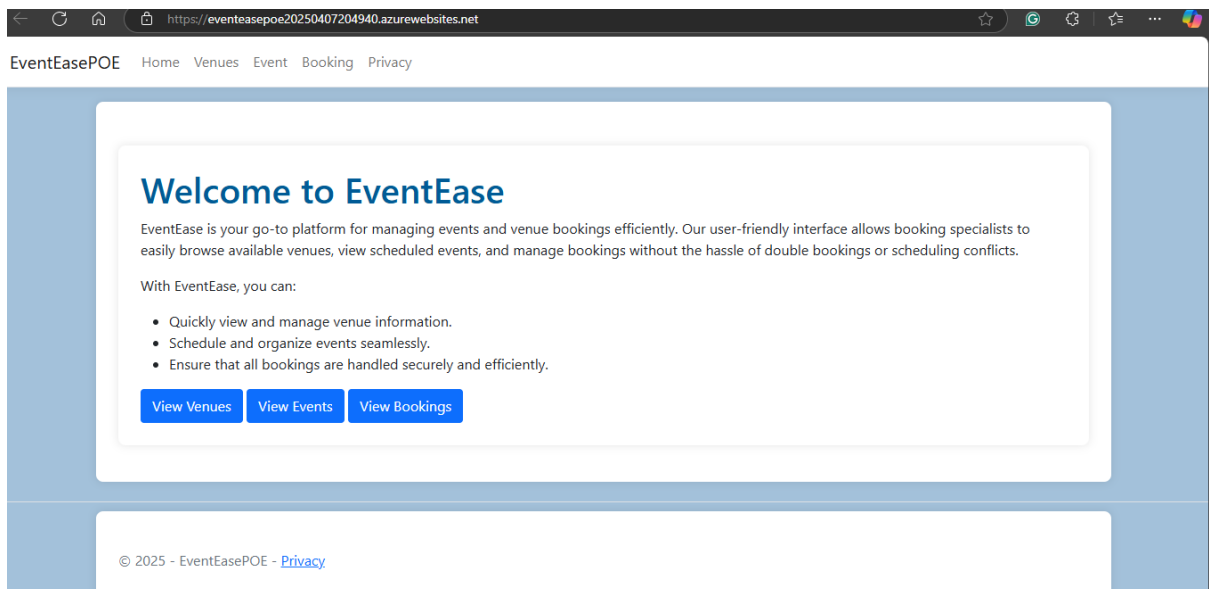 https://eventeasepoe20250407204940.azurewebsites.net
EventEasePOE Home Venues Event Booking Privacy
Welcome to EventEase
EventEase is your go-to platform for managing events and venue bookings efficiently. Our user-friendly interface allows booking specialists to
easily browse available venues, view scheduled events, and manage bookings without the hassle of double bookings or scheduling conflicts.
With EventEase, you can:
• Quickly view and manage venue information.
• Schedule and organize events seamlessly.
• Ensure that all bookings are handled securely and efficiently.
View Venues View Events View Bookings
© 2025 - EventEasePOE - Privacy